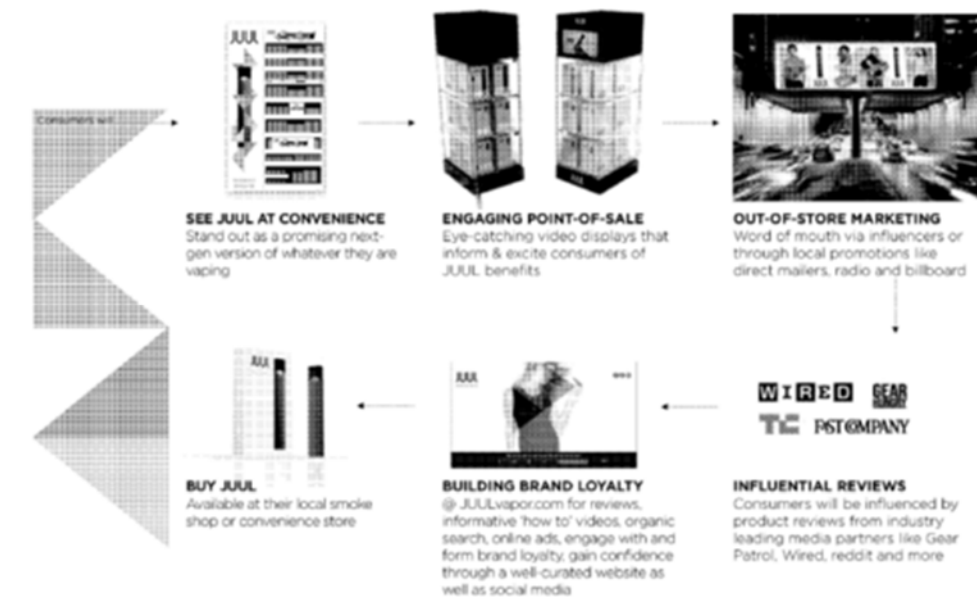 Consumers will
JUUL
SEE JUUL AT CONVENIENCE
Stand out as a promising next-
gen version of whatever they are
vaping
JUUL
ENGAGING POINT-OF-SALE
Eye-catching video displays that
inform & excite consumers of
JUUL benefits
OUT-OF-STORE MARKETING
Word of mouth via influencers or
through local promotions like
direct mailers, radio and billboard
WIRED
GEAR
TC
FAST COMPANY
INFLUENTIAL REVIEWS
Consumers will be influenced by
product reviews from industry
leading media partners like Gear
Patrol, Wired, reddit and more
JUUL
BUILDING BRAND LOYALTY
@ JUULvapor.com for reviews,
informative 'how to' videos, organic
search, online ads, engage with and
form brand loyalty, gain confidence
through a well-curated website as
well as social media
JUUL
BUY JUUL
Available at their local smoke
shop or convenience store